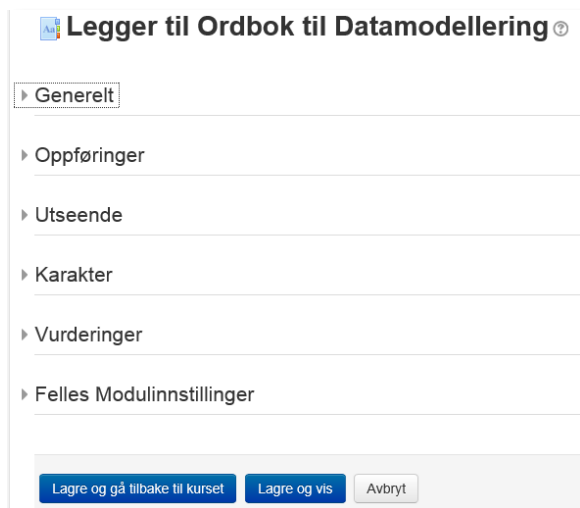 Aa Legger til Ordbok til Datamodellering ?
Generelt
Oppføringer
Utseende
Karakter
Vurderinger
Felles Modulinnstillinger
Lagre og gå tilbake til kurset Lagre og vis Avbryt